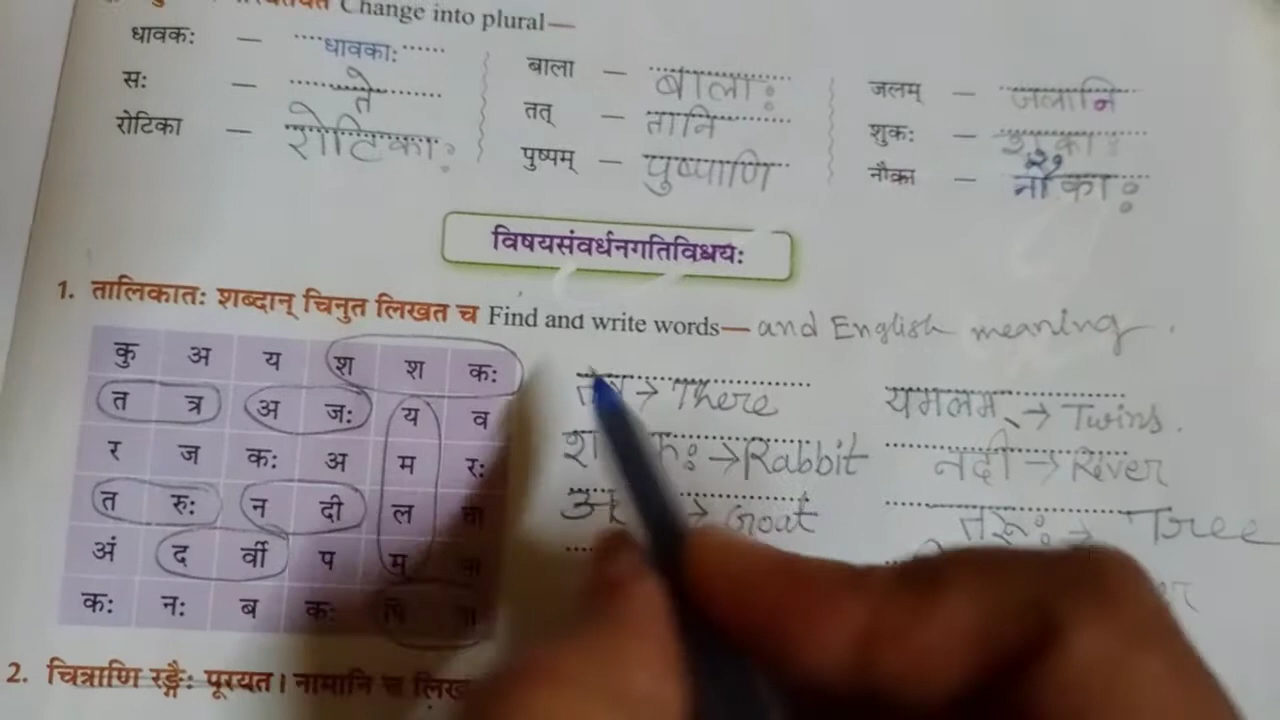 Change into plural—
धावकः — धावकाः
सः — ते
रोटिका — रोटिकाः
बाला — बालाः
तत् — तानि
पुष्पम् — पुष्पाणि
जलम् — जलानि
शुकः — शुकाः
नौका — नौकाः
विषयसंवर्धनगतिविधयः
1. तालिकातः शब्दान् चिनुत लिखत च Find and write words— and English meaning.
कु अ य श श कः
त त्र अ जः य व
र ज कः अ म रः
त रुः न दी ल
अं द र्वी प म्
कः नः ब कः
→ There
→ Rabbit
→ Goat
यमलम् → Twins.
नदी → River
तरूः → Tree
2. चित्राणि रङ्गैः पूरयत। नामानि च